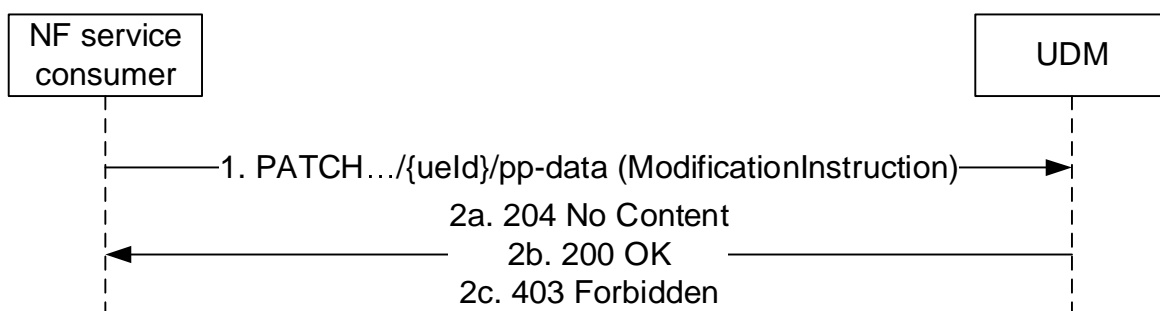 NF service
consumer
UDM
1. PATCH…/{ueId}/pp-data (ModificationInstruction)
2a. 204 No Content
2b. 200 OK
2c. 403 Forbidden